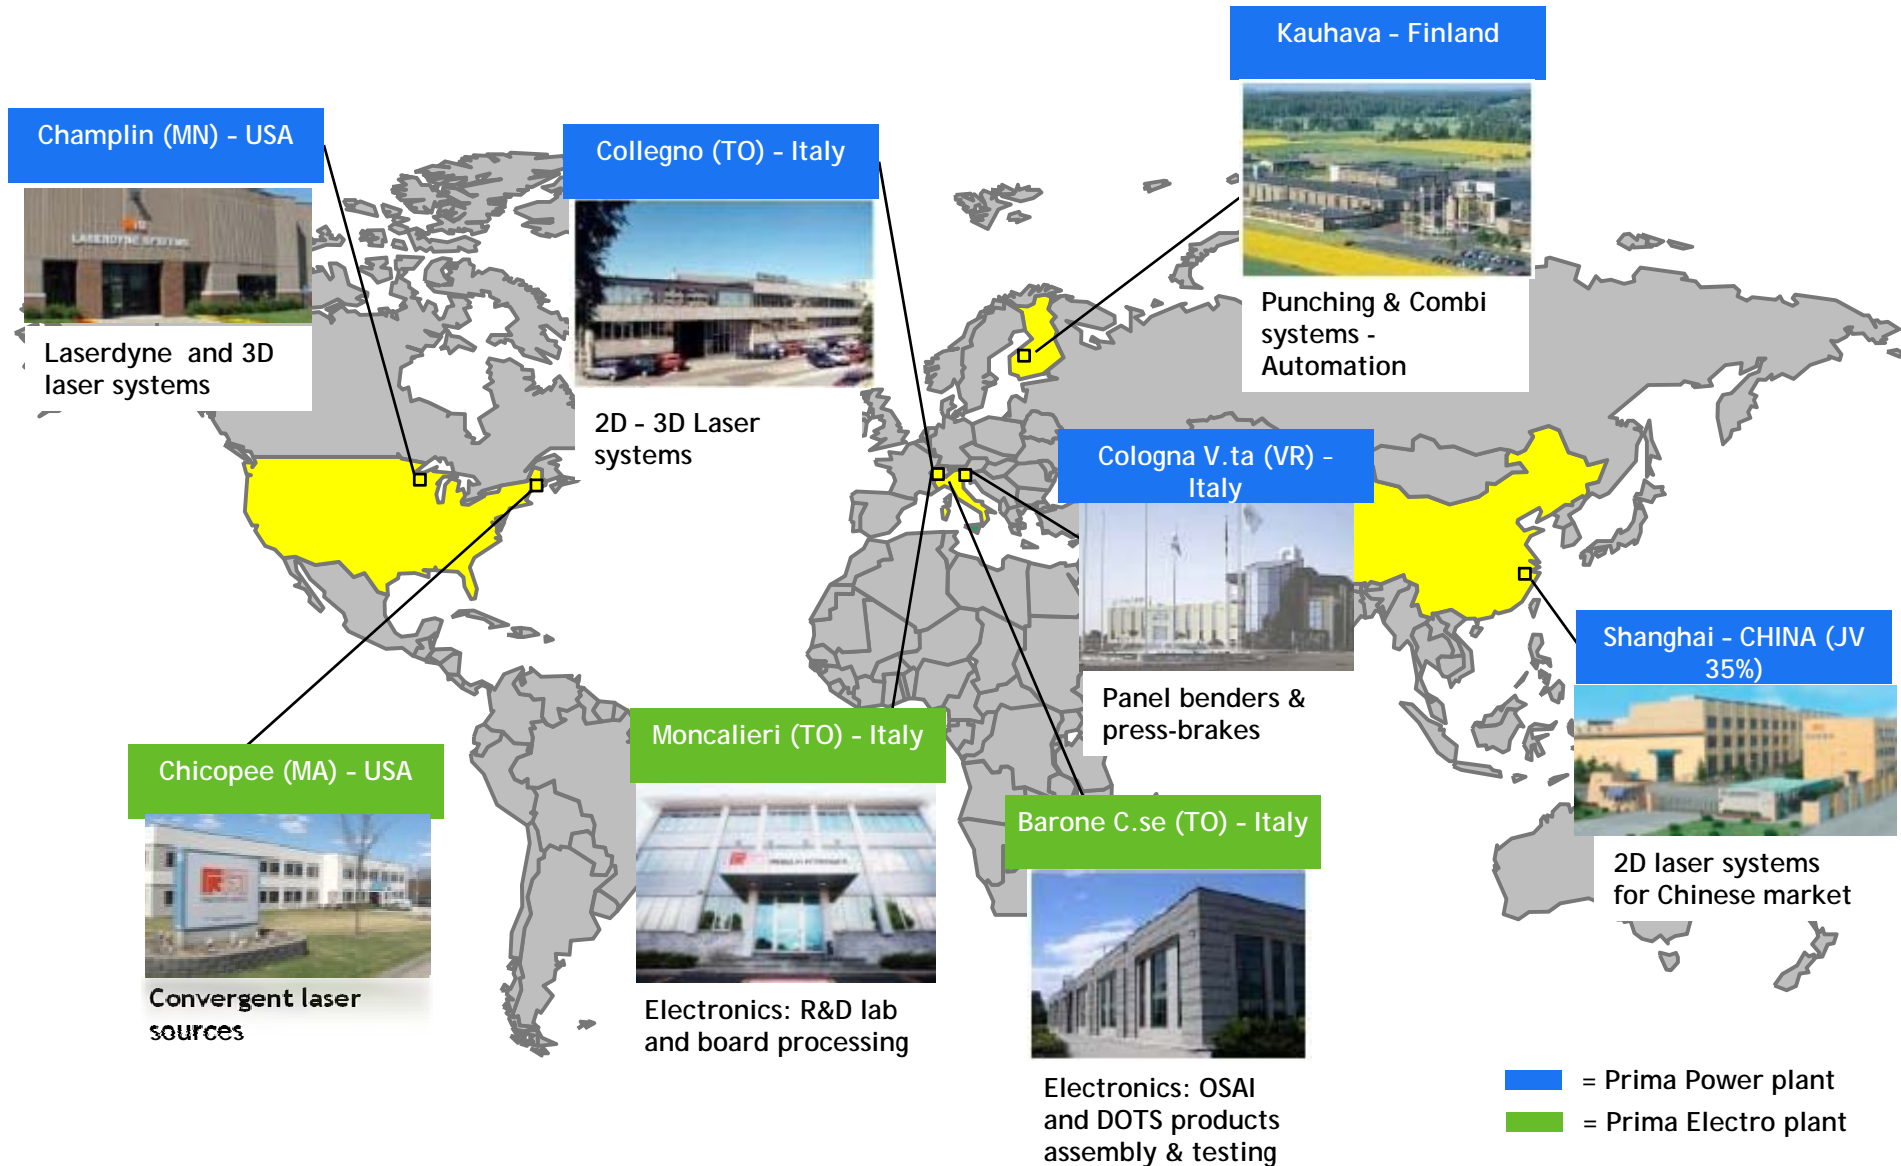 Kauhava - Finland
Champlin (MN) - USA
Collegno (TO) - Italy
LASERDYNE SYSTEMS
Laserdyne and 3D
laser systems
Punching & Combi
systems -
Automation
2D - 3D Laser
systems
Cologna V.ta (VR) -
Italy
Panel benders &
press-brakes
Shanghai - CHINA (JV
35%)
2D laser systems
for Chinese market
Chicopee (MA) - USA
Moncalieri (TO) - Italy
Barone C.se (TO) - Italy
Convergent laser
sources
Electronics: R&D lab
and board processing
Electronics: OSAI
and DOTS products
assembly & testing
= Prima Power plant
= Prima Electro plant